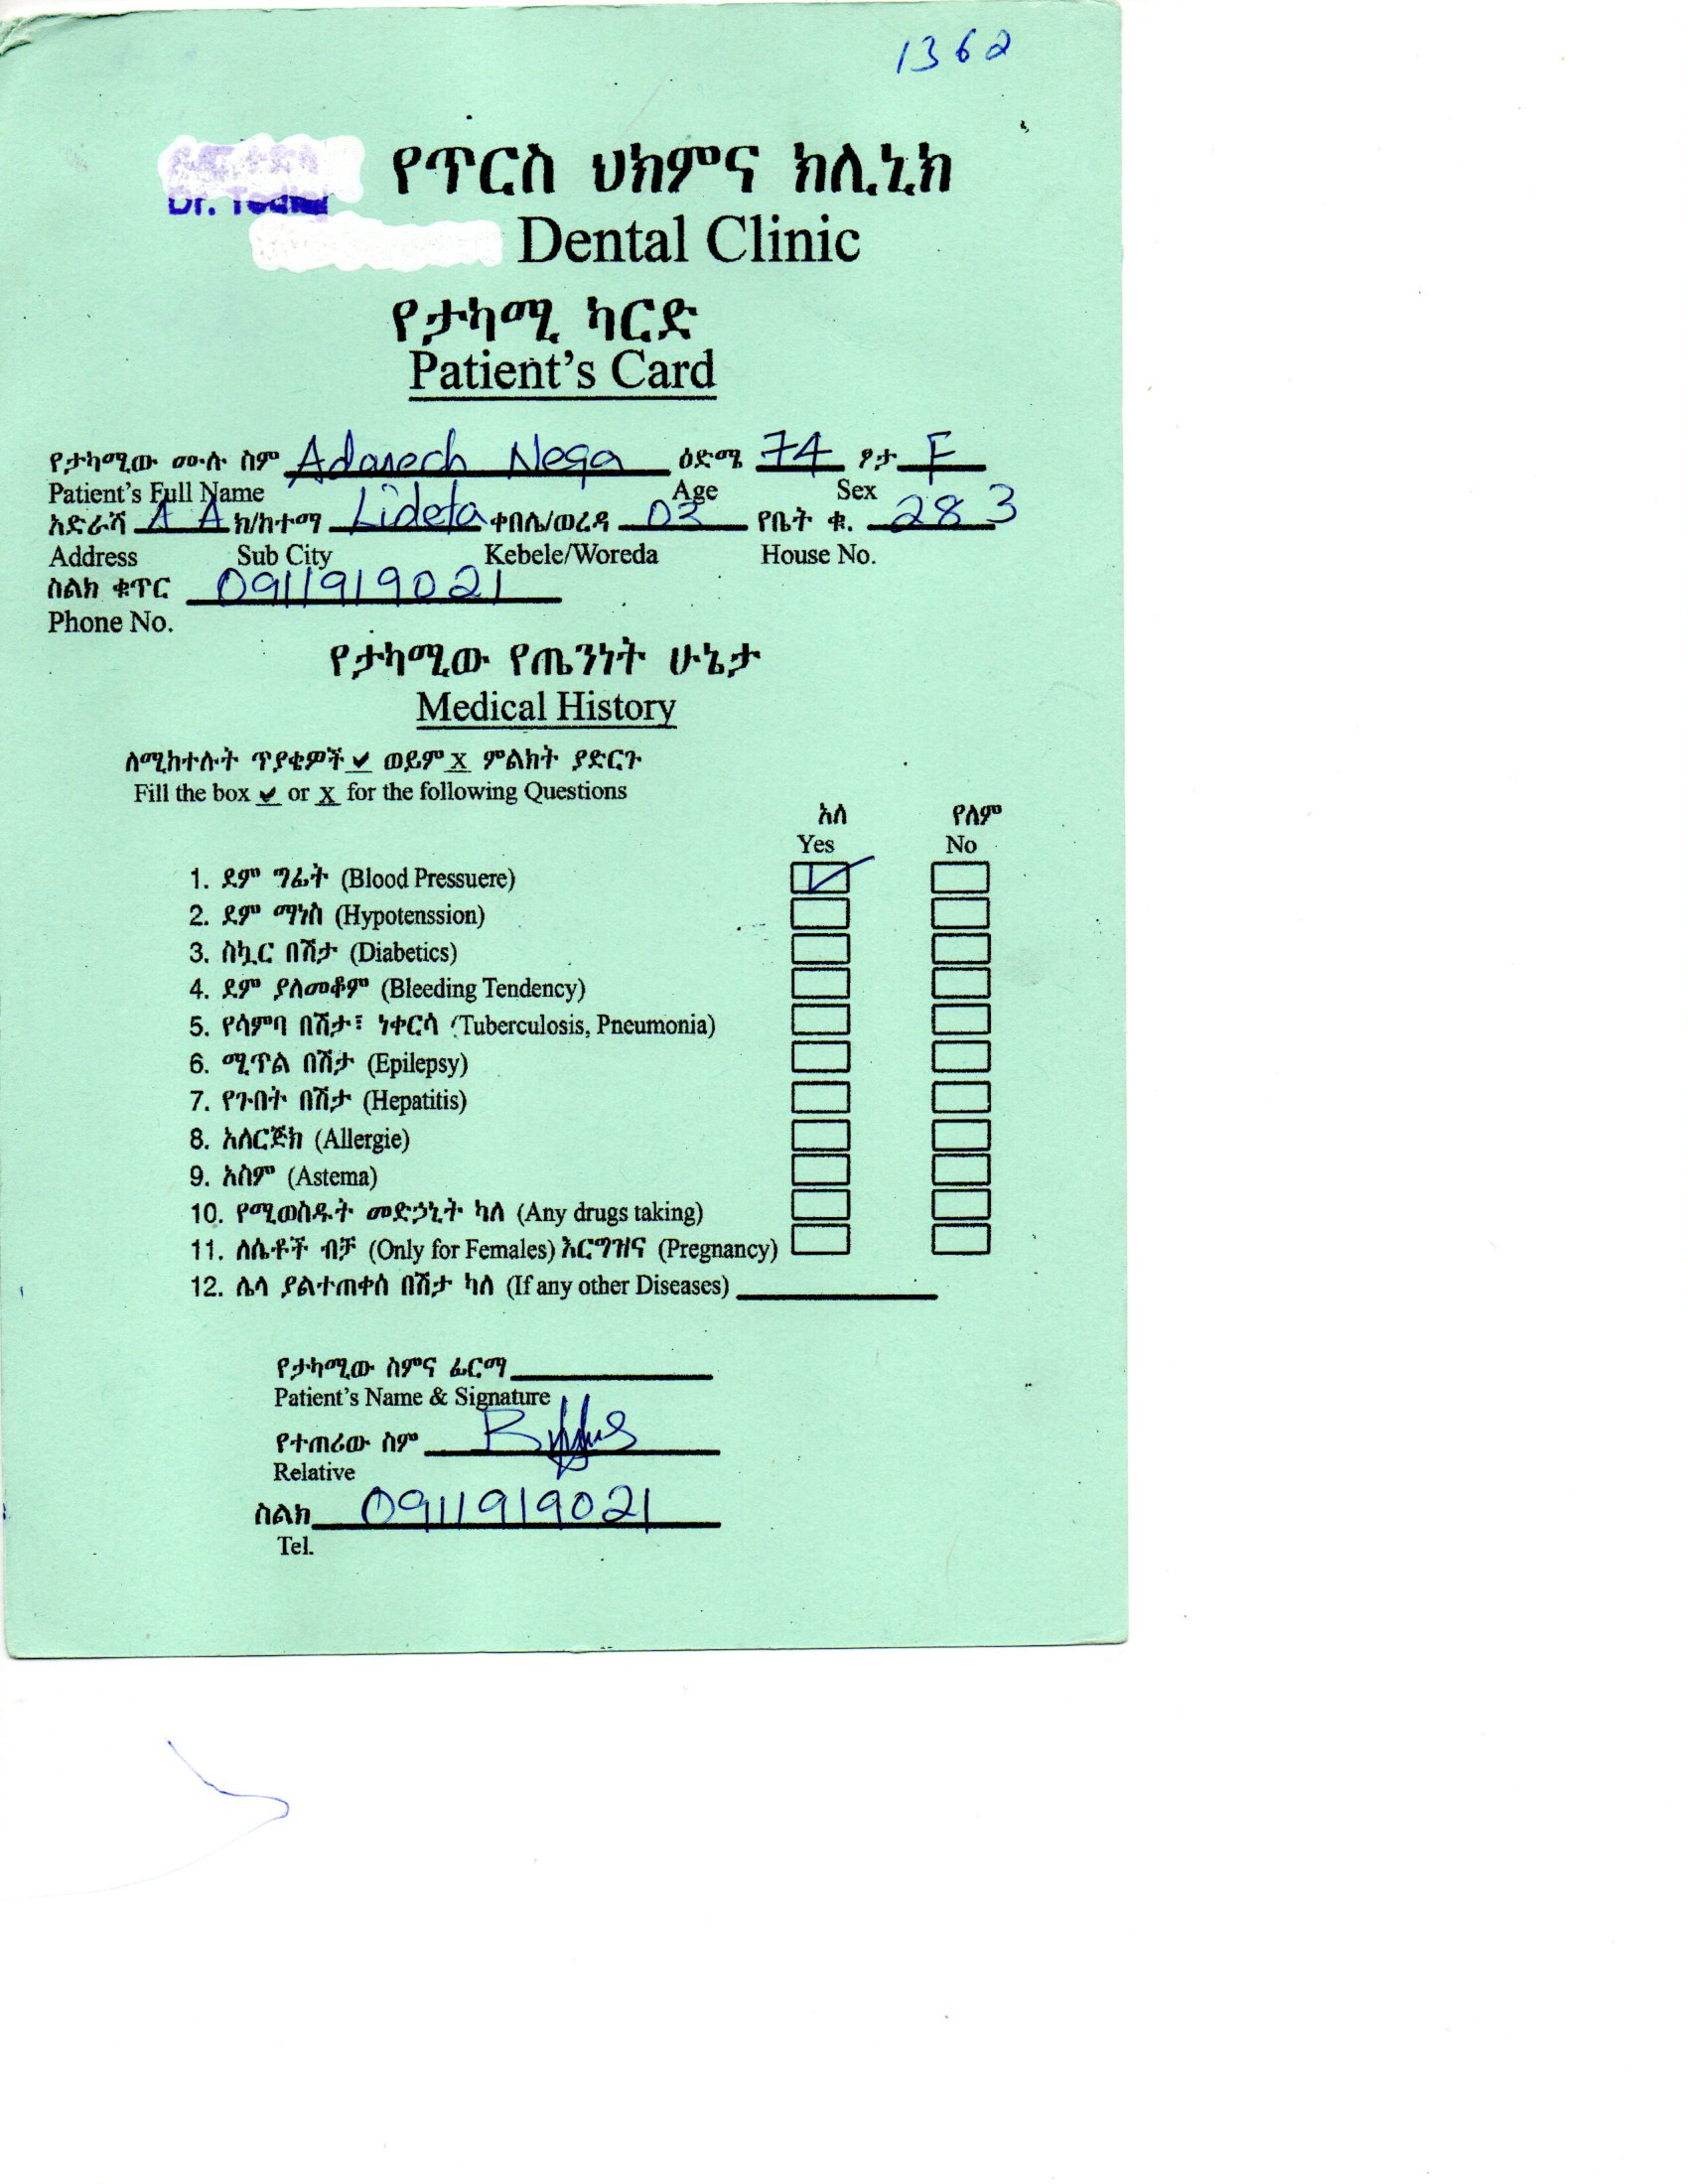 1362
የጥርስ ህክምና ክሊኒክ
Dr.
Dental Clinic
የታካሚ ካርድ
Patient's Card
የታካሚው ሙሉ ስም Adanech Nega ዕድሜ 74 ፆታ F
Patient's Full Name Age Sex
አድራሻ A A ክ/ከተማ Lideta ቀበሌ/ወረዳ 03 የቤት ቁ. 283
Address Sub City Kebele/Woreda House No.
ስልክ ቁጥር 0911919021
Phone No.
የታካሚው የጤንነት ሁኔታ
Medical History
ለሚከተሉት ጥያቄዎች ✔ ወይም X ምልክት ያድርጉ
Fill the box ✔ or X for the following Questions
አለ የለም
Yes No
1. ደም ግፊት (Blood Pressuere) ✓
2. ደም ማነስ (Hypotenssion)
3. ስኳር በሽታ (Diabetics)
4. ደም ያለመቆም (Bleeding Tendency)
5. የሳምባ በሽታ፣ ነቀርሳ (Tuberculosis, Pneumonia)
6. ሚጥል በሽታ (Epilepsy)
7. የጉበት በሽታ (Hepatitis)
8. አለርጅክ (Allergie)
9. አስም (Astema)
10. የሚወስዱት መድኃኒት ካለ (Any drugs taking)
11. ለሴቶች ብቻ (Only for Females) እርግዝና (Pregnancy)
12. ሌላ ያልተጠቀሰ በሽታ ካለ (If any other Diseases)
የታካሚው ስምና ፊርማ
Patient's Name & Signature
የተጠሪው ስም
Relative
ስልክ 0911919021
Tel.